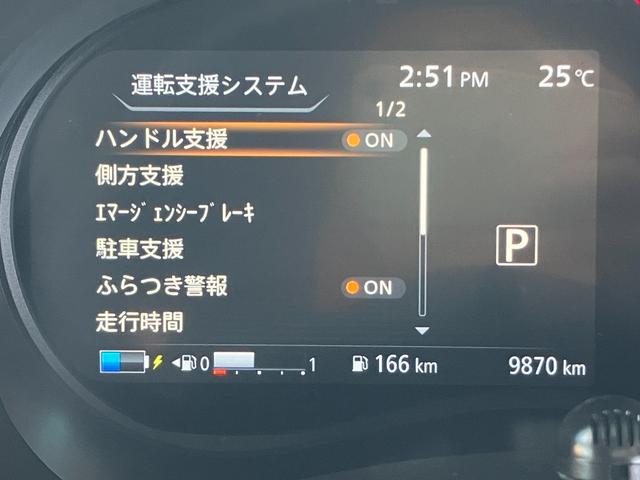 運転支援システム 2:51 PM 25℃
1/2
ハンドル支援 ON
側方支援
ｴﾏｰｼﾞｪﾝｼｰﾌﾞﾚｰｷ
駐車支援
P
ふらつき警報 ON
走行時間
0 1 166 km 9870 km